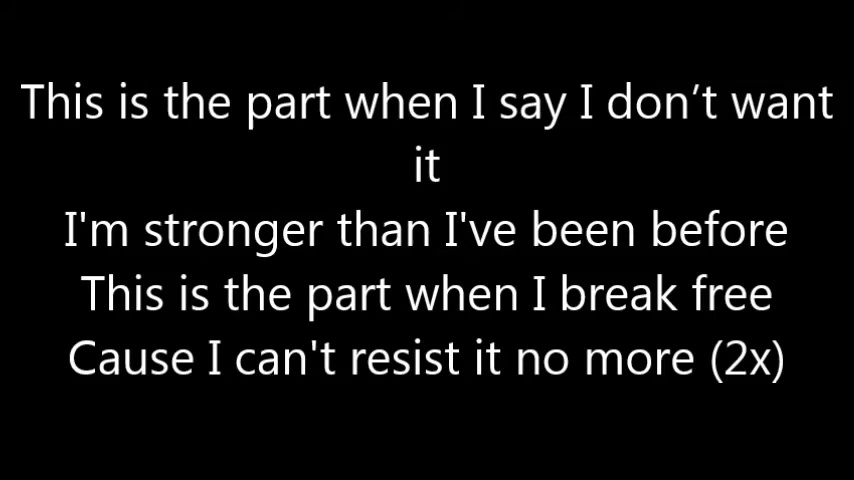 This is the part when I say I don’t want
it
I'm stronger than I've been before
This is the part when I break free
Cause I can't resist it no more (2x)